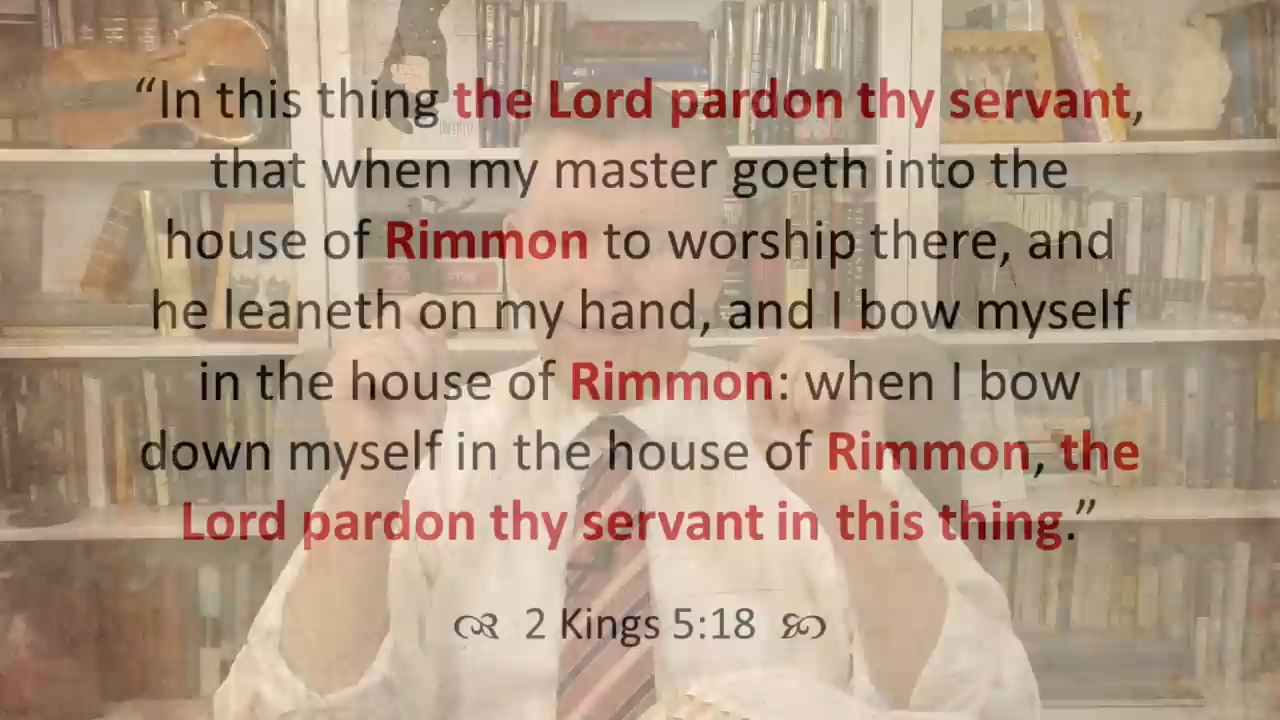 “In this thing the Lord pardon thy servant,
that when my master goeth into the
house of Rimmon to worship there, and
he leaneth on my hand, and I bow myself
in the house of Rimmon: when I bow
down myself in the house of Rimmon, the
Lord pardon thy servant in this thing.”
2 Kings 5:18